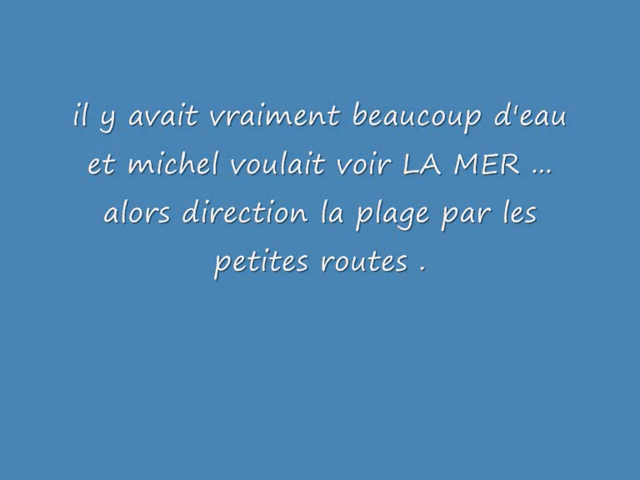 il y avait vraiment beaucoup d'eau
et michel voulait voir LA MER ...
alors direction la plage par les
petites routes .